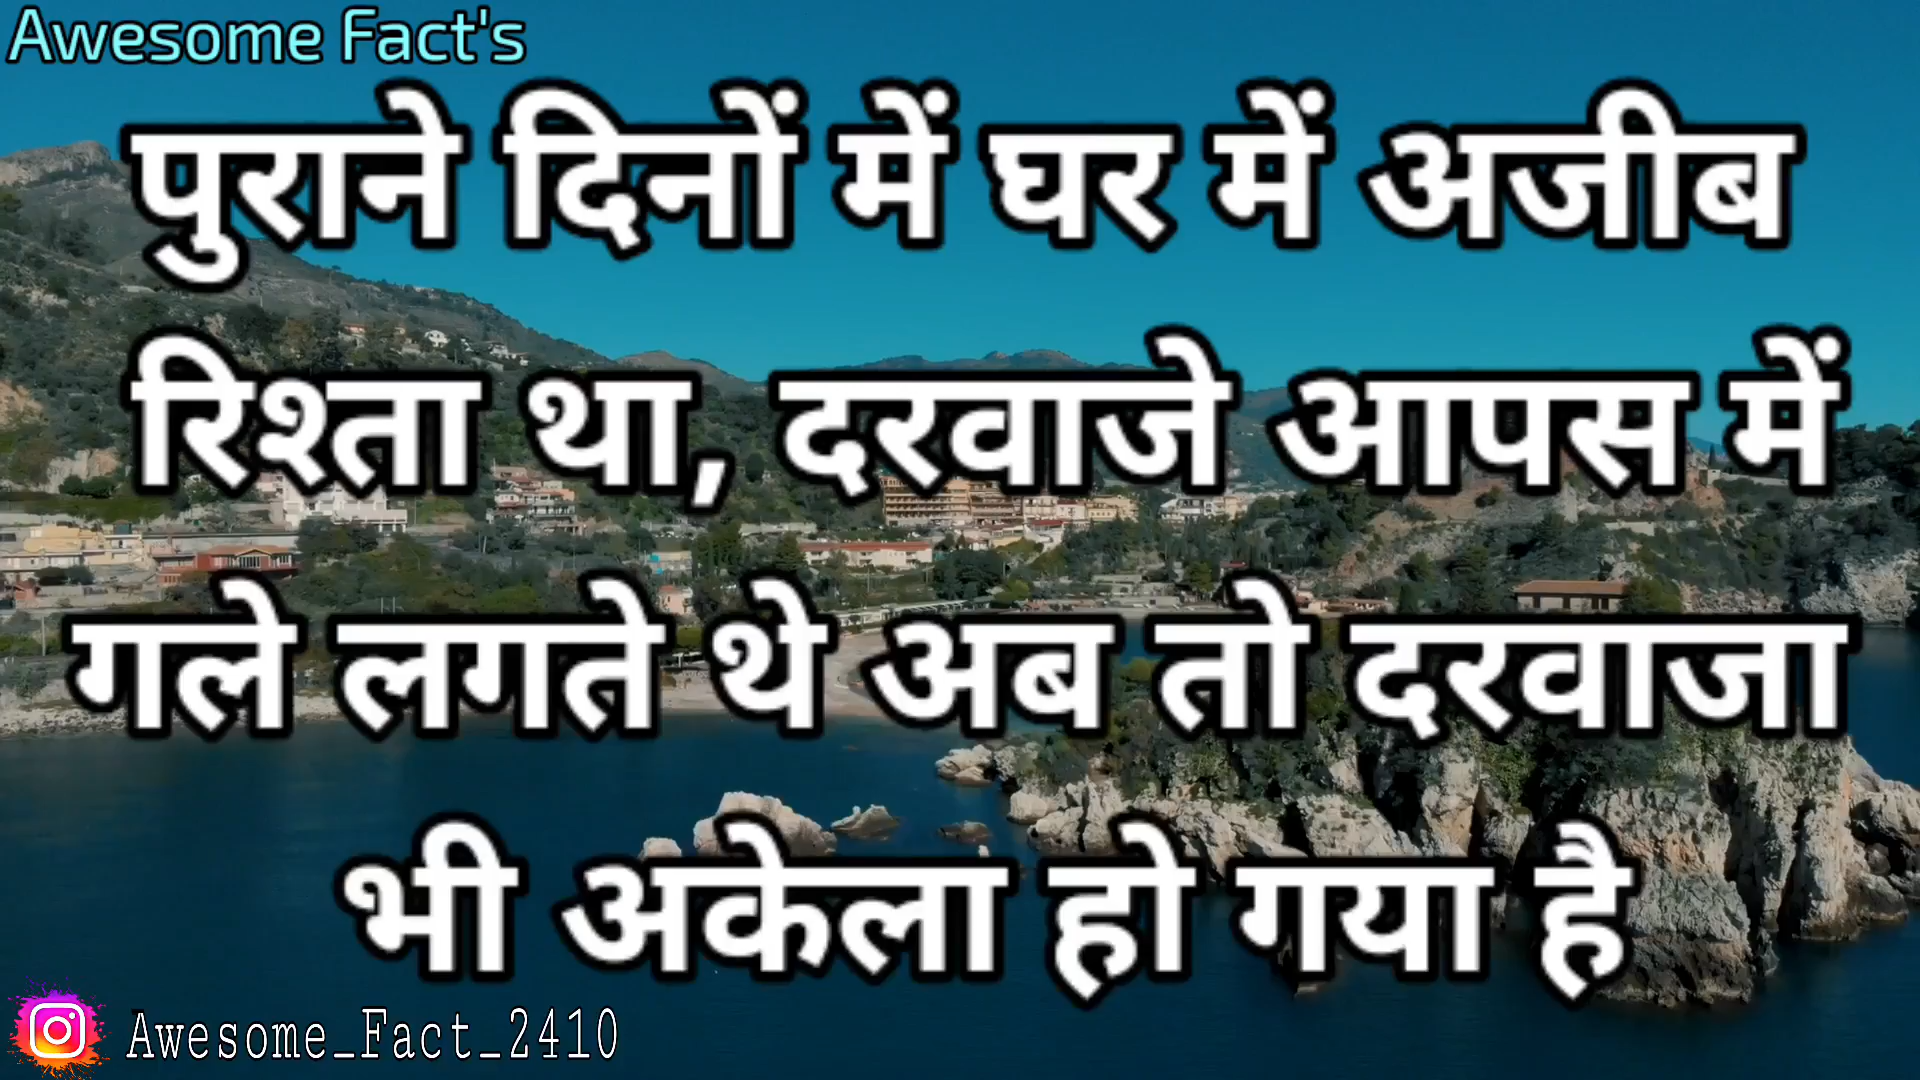 Awesome Fact's
पुराने दिनों में घर में अजीब
रिश्ता था, दरवाजे आपस में
गले लगते थे अब तो दरवाजा
भी अकेला हो गया है
Awesome_Fact_2410